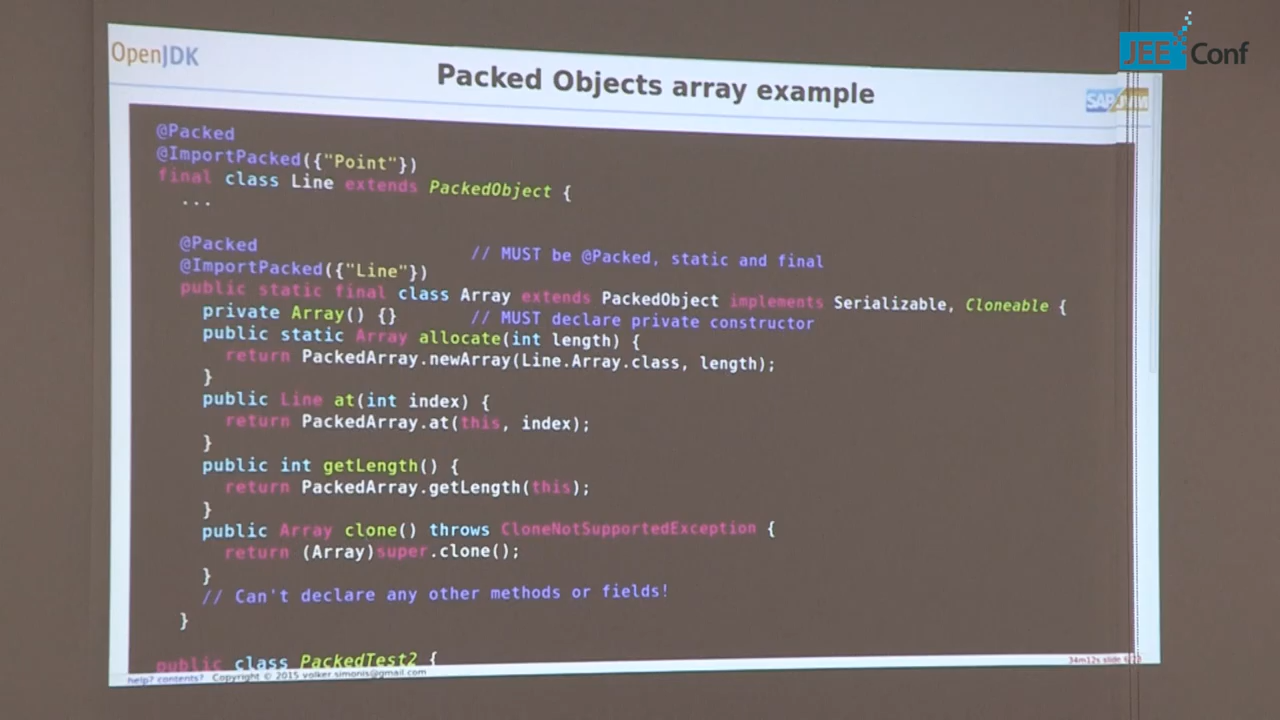 JEE Conf
OpenJDK
Packed Objects array example
SAP JVM
@Packed
@ImportPacked({"Point"})
final class Line extends PackedObject {
...
@Packed // MUST be @Packed, static and final
@ImportPacked({"Line"})
public static final class Array extends PackedObject implements Serializable, Cloneable {
private Array() {} // MUST declare private constructor
public static Array allocate(int length) {
return PackedArray.newArray(Line.Array.class, length);
}
public Line at(int index) {
return PackedArray.at(this, index);
}
public int getLength() {
return PackedArray.getLength(this);
}
public Array clone() throws CloneNotSupportedException {
return (Array)super.clone();
}
// Can't declare any other methods or fields!
}
public class PackedTest2 {
help? contents? Copyright © 2015 volker.simonis@gmail.com
34m12s slide